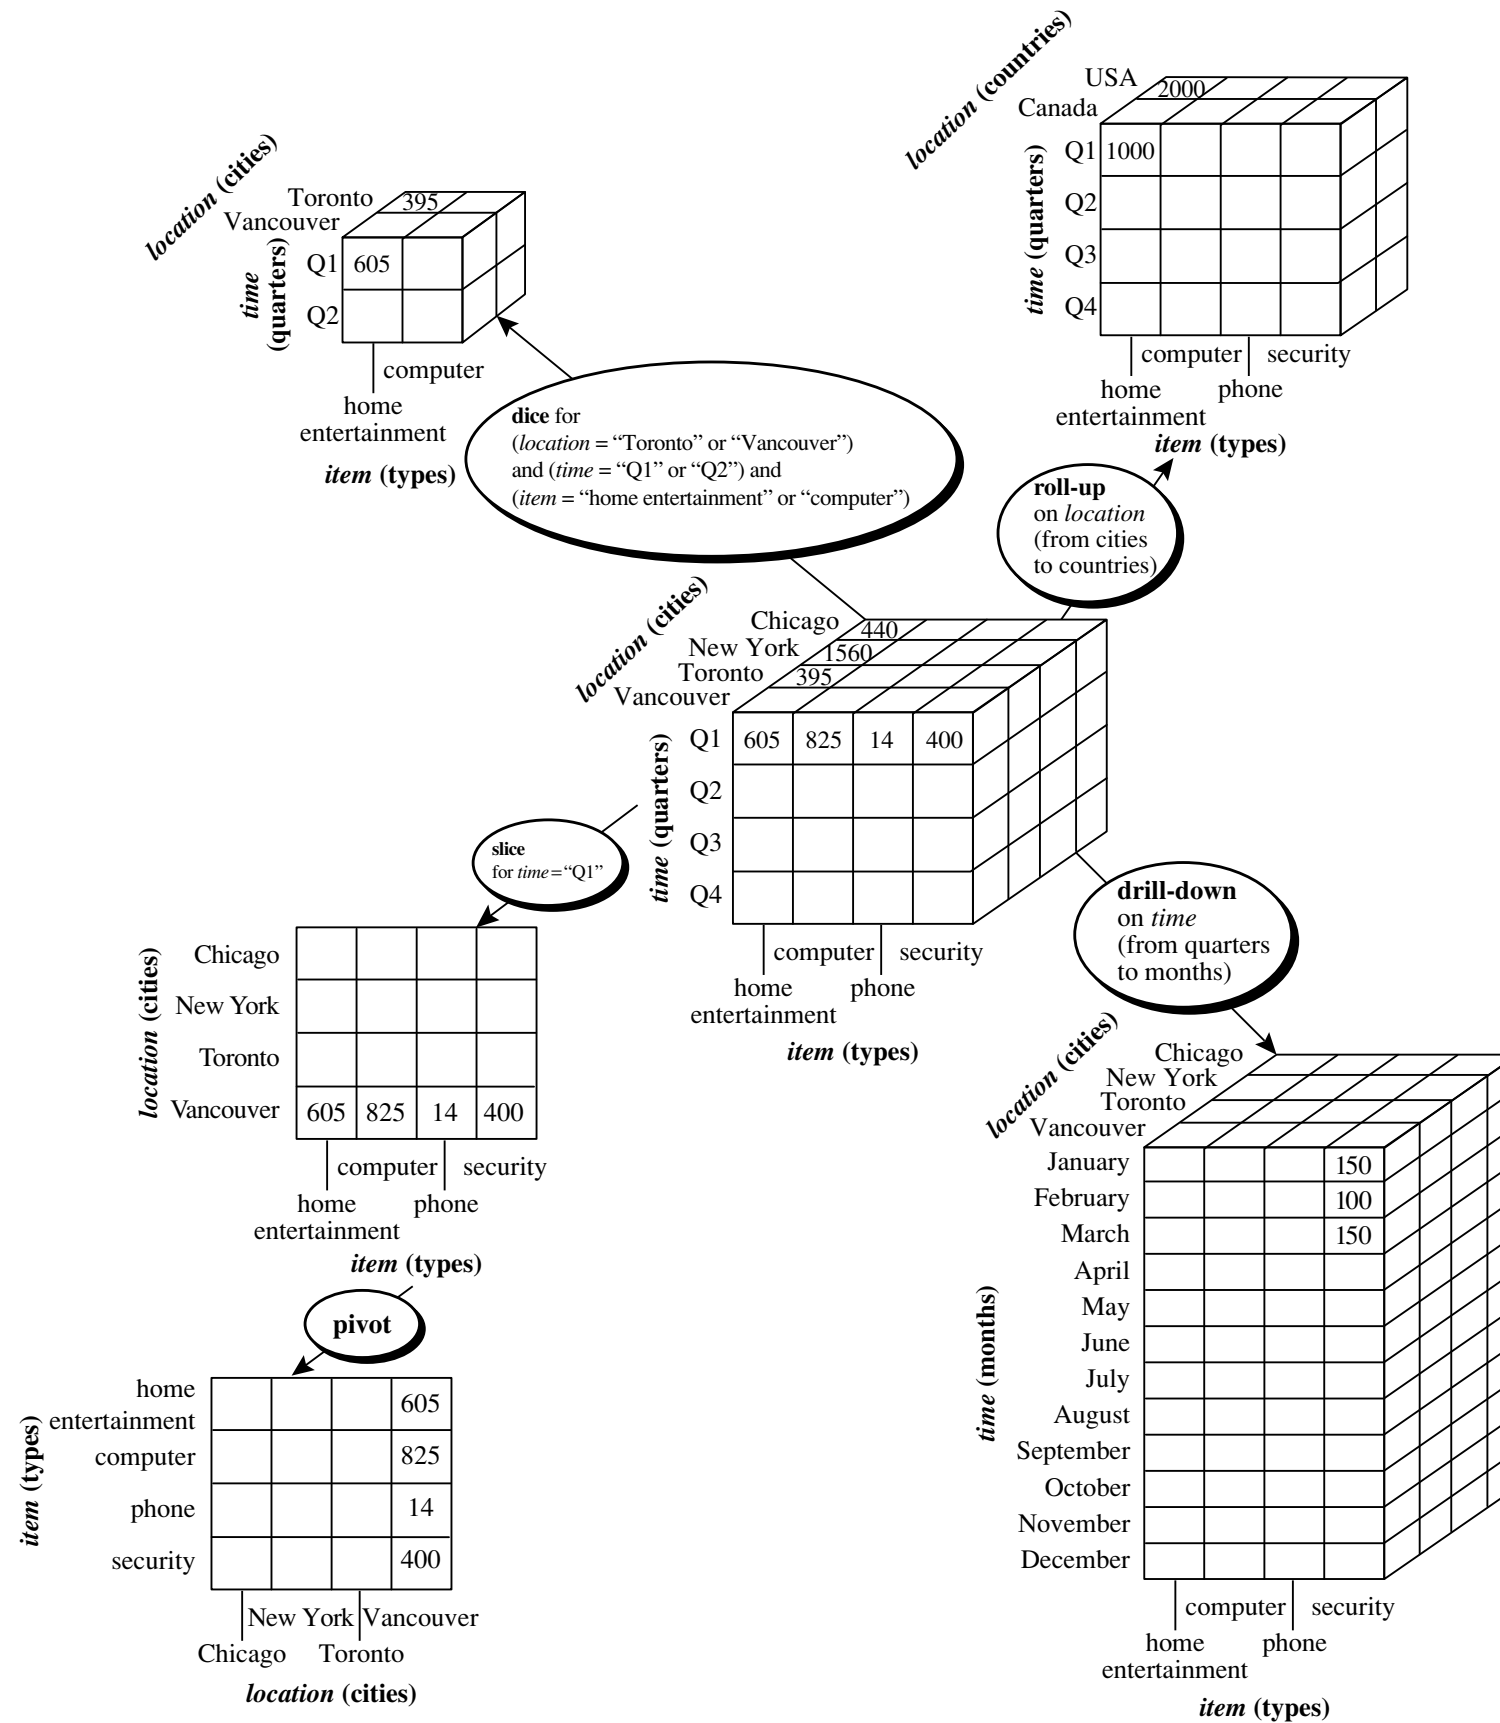 location (countries)
USA
2000
Canada
Q1 1000
Q2
Q3
Q4
time (quarters)
computer security
home phone
entertainment
item (types)
location (cities)
Toronto 395
Vancouver
Q1 605
Q2
time
(quarters)
computer
home
entertainment
item (types)
dice for
(location = “Toronto” or “Vancouver”)
and (time = “Q1” or “Q2”) and
(item = “home entertainment” or “computer”)
roll-up
on location
(from cities
to countries)
location (cities)
Chicago 440
New York 1560
Toronto 395
Vancouver
Q1 605 825 14 400
Q2
Q3
Q4
time (quarters)
computer security
home phone
entertainment
item (types)
slice
for time = “Q1”
drill-down
on time
(from quarters
to months)
location (cities)
Chicago
New York
Toronto
Vancouver 605 825 14 400
computer security
home phone
entertainment
item (types)
pivot
item (types)
home
entertainment 605
computer 825
phone 14
security 400
New York Vancouver
Chicago Toronto
location (cities)
location (cities)
Chicago
New York
Toronto
Vancouver
January 150
February 100
March 150
April
May
June
July
August
September
October
November
December
time (months)
computer security
home phone
entertainment
item (types)